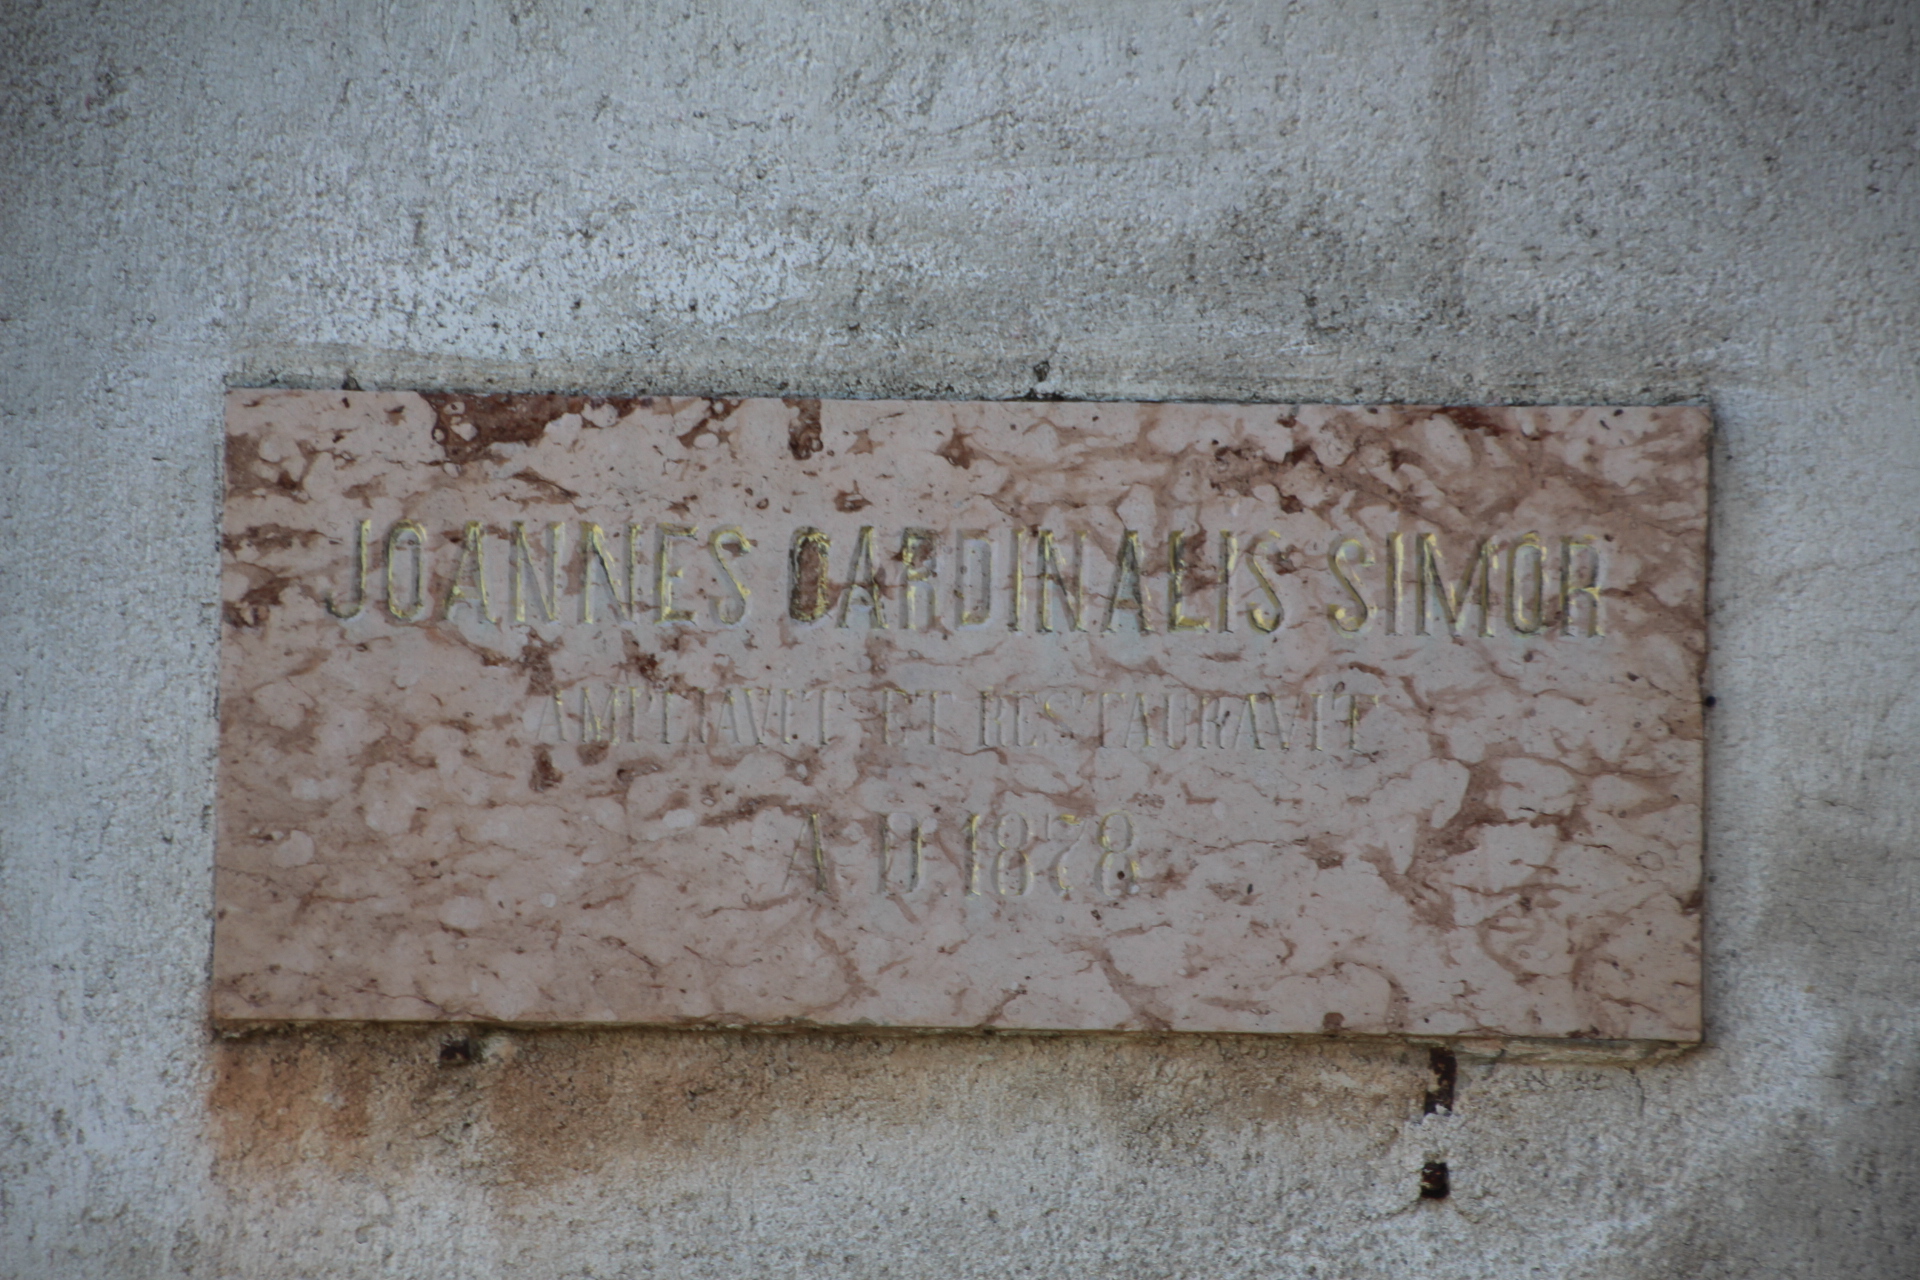 JOANNES CARDINALIS SIMOR
AMPLIAVIT ET RESTAURAVIT
A. D. 1878